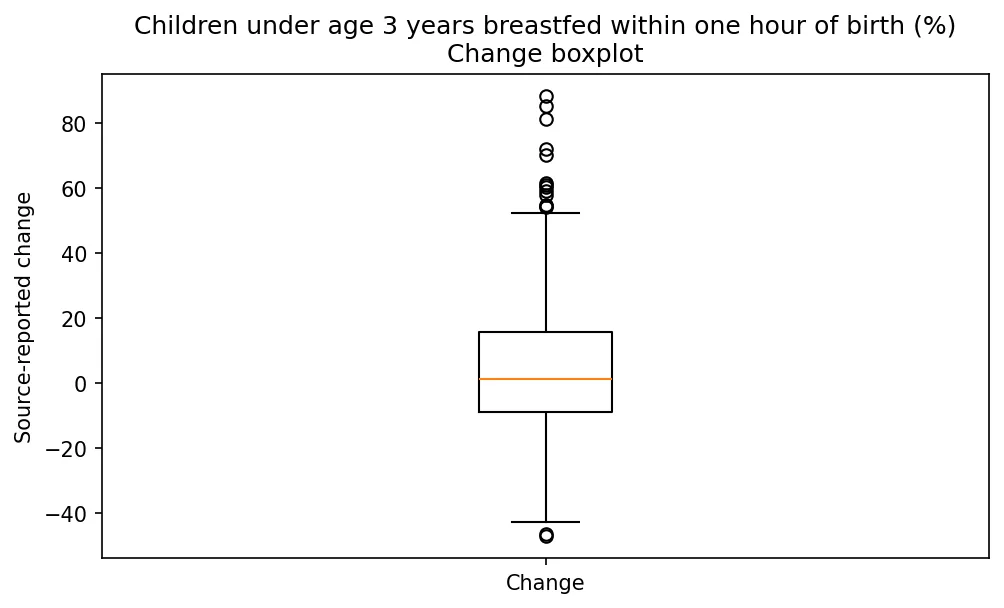 Children under age 3 years breastfed within one hour of birth (%)
Change boxplot
Source-reported change
80
60
40
20
0
−20
−40
Change